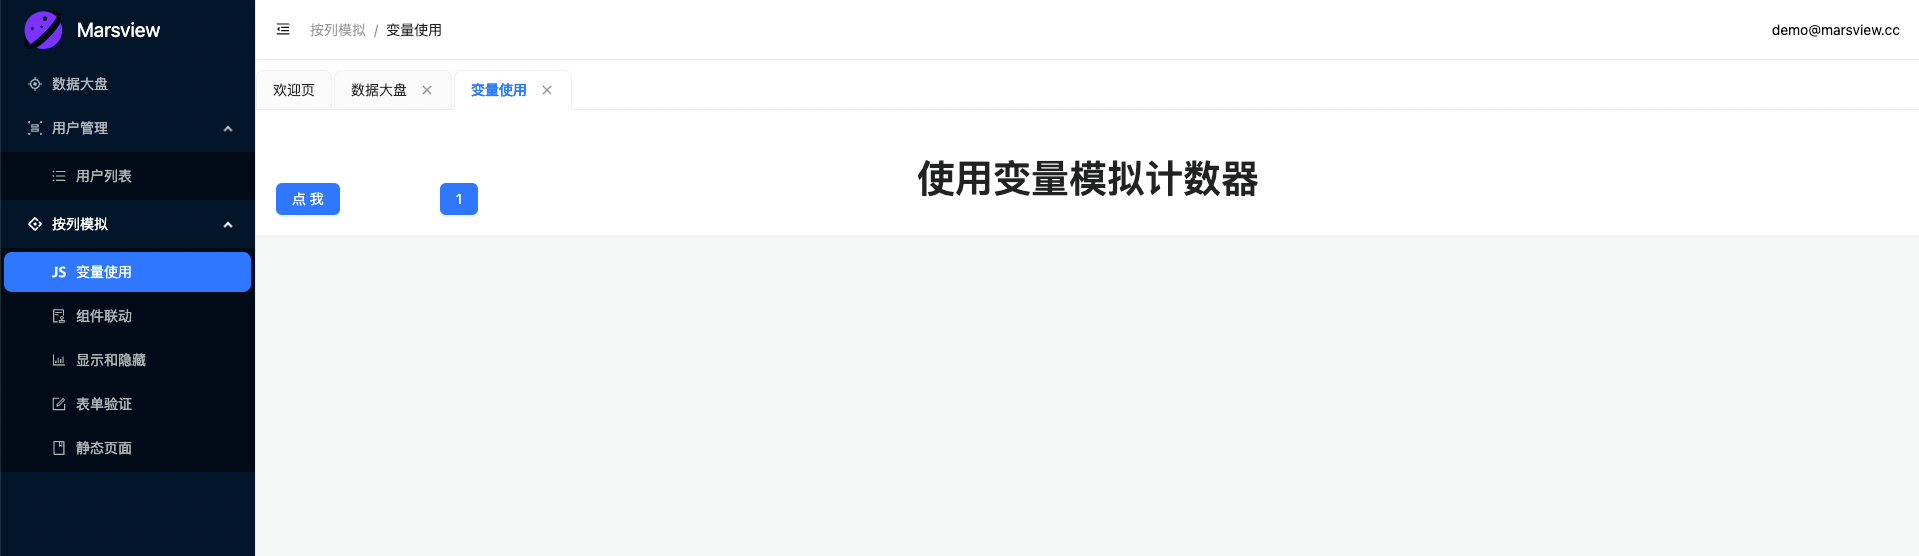 Marsview
数据大盘
用户管理
用户列表
按列模拟
JS 变量使用
组件联动
显示和隐藏
表单验证
静态页面
按列模拟 / 变量使用
demo@marsview.cc
欢迎页 数据大盘 变量使用
使用变量模拟计数器
点 我 1